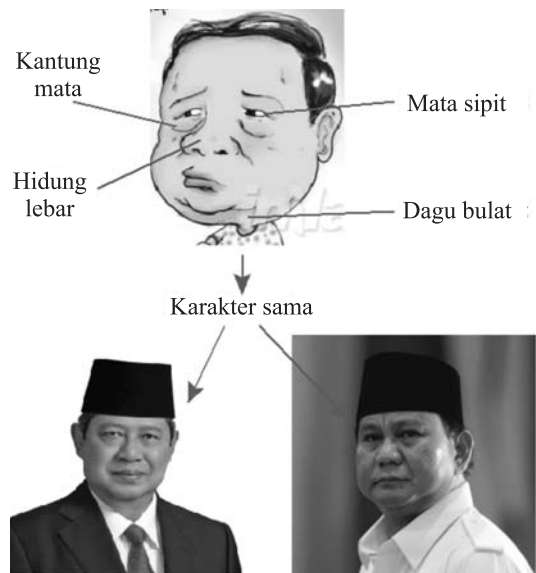 Kantung
mata
Mata sipit
Hidung
lebar
Dagu bulat
Karakter sama